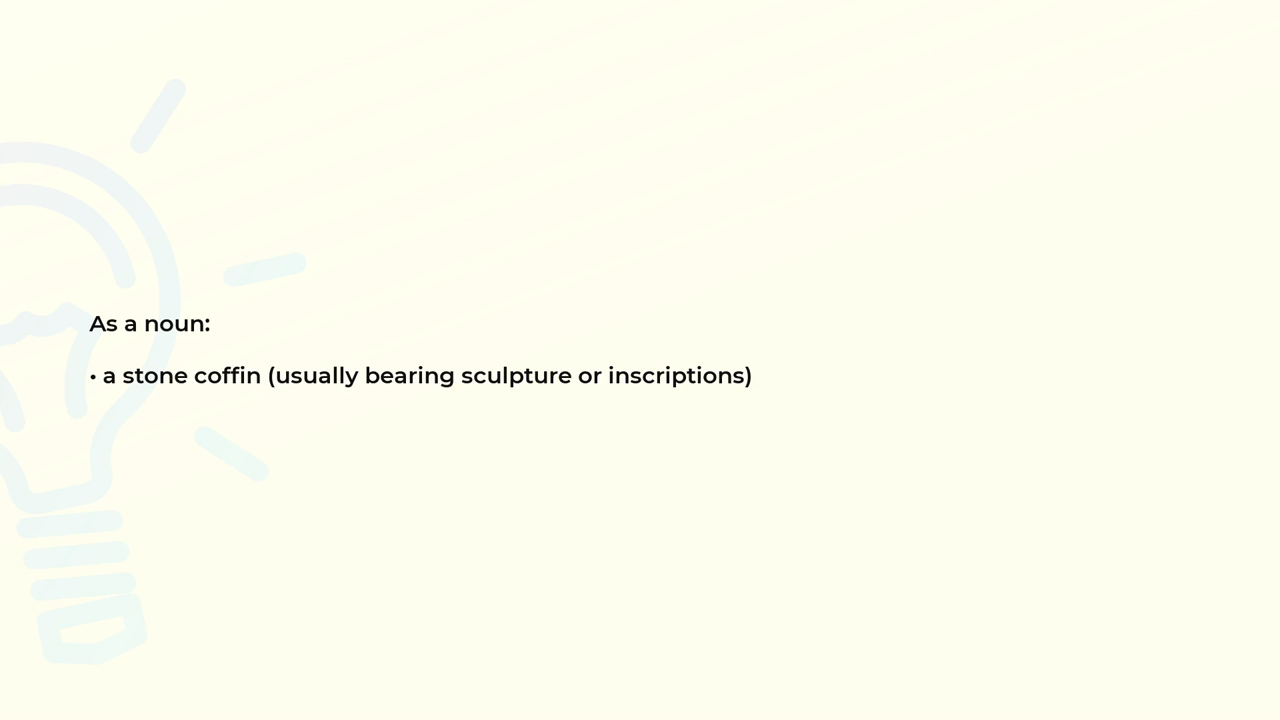 As a noun:
• a stone coffin (usually bearing sculpture or inscriptions)